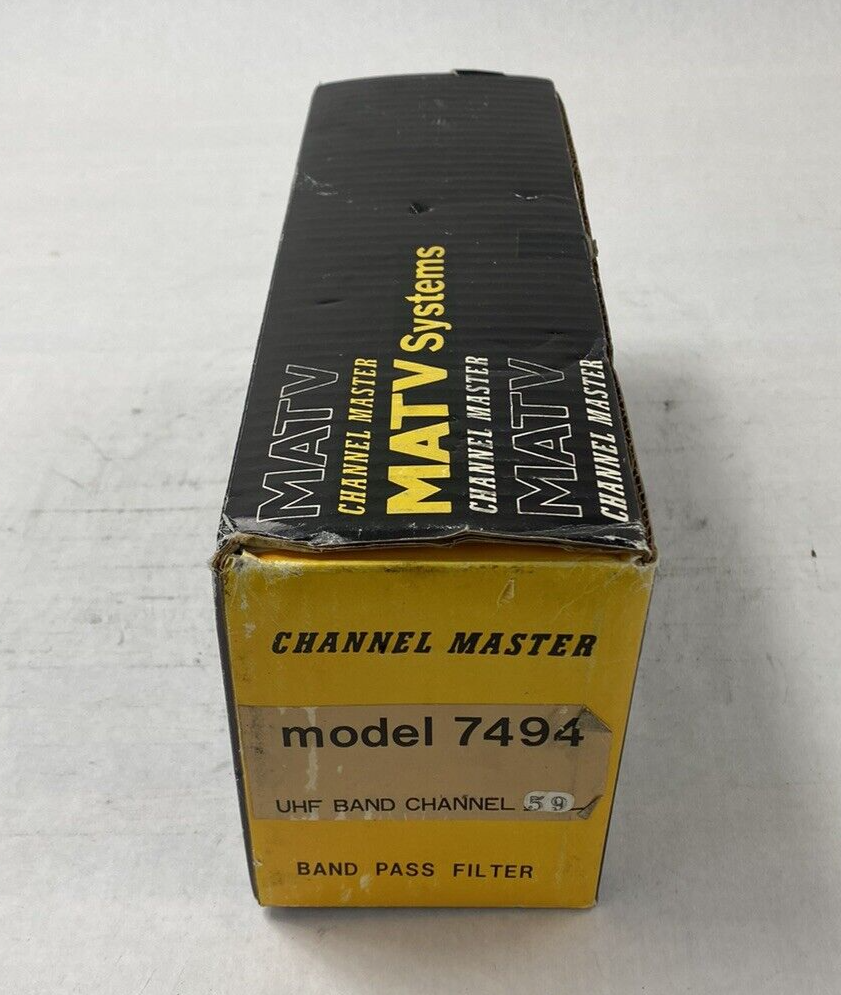 MATV
CHANNEL MASTER
MATV Systems
CHANNEL MASTER
MATV
CHANNEL MASTER
CHANNEL MASTER
model 7494
UHF BAND CHANNEL 59
BAND PASS FILTER